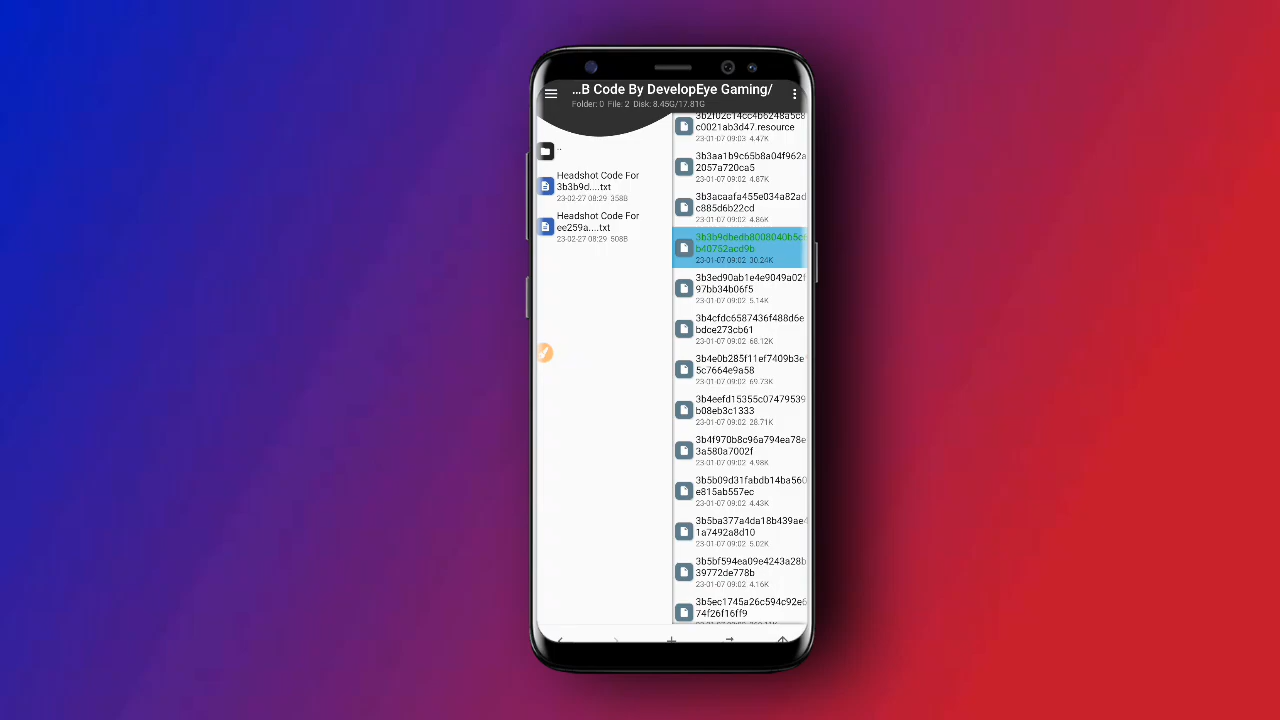 ...B Code By DevelopEye Gaming/
Folder: 0 File: 2 Disk: 8.45G/17.81G
..
Headshot Code For
3b3b9d....txt
23-02-27 08:29 358B
Headshot Code For
ee259a....txt
23-02-27 08:29 508B
3b2f02c14cc4b6248a5c8
c0021ab3d47.resource
23-01-07 09:03 4.47K
3b3aa1b9c65b8a04f962a
2057a720ca5
23-01-07 09:02 4.87K
3b3acaafa455e034a82ad
c885d6b22cd
23-01-07 09:02 4.86K
3b3b9dbedb8008040b5c6
b40752acd9b
23-01-07 09:02 30.24K
3b3ed90ab1e4e9049a02f
97bb34b06f5
23-01-07 09:02 5.14K
3b4cfdc6587436f488d6e
bdce273cb61
23-01-07 09:02 68.12K
3b4e0b285f11ef7409b3e
5c7664e9a58
23-01-07 09:02 69.73K
3b4eefd15355c07479539
b08eb3c1333
23-01-07 09:02 28.71K
3b4f970b8c96a794ea78e
3a580a7002f
23-01-07 09:02 4.98K
3b5b09d31fabdb14ba560
e815ab557ec
23-01-07 09:02 4.43K
3b5ba377a4da18b439ae4
1a7492a8d10
23-01-07 09:02 5.02K
3b5bf594ea09e4243a28b
39772de778b
23-01-07 09:02 4.16K
3b5ec1745a26c594c92e6
74f26f16ff9